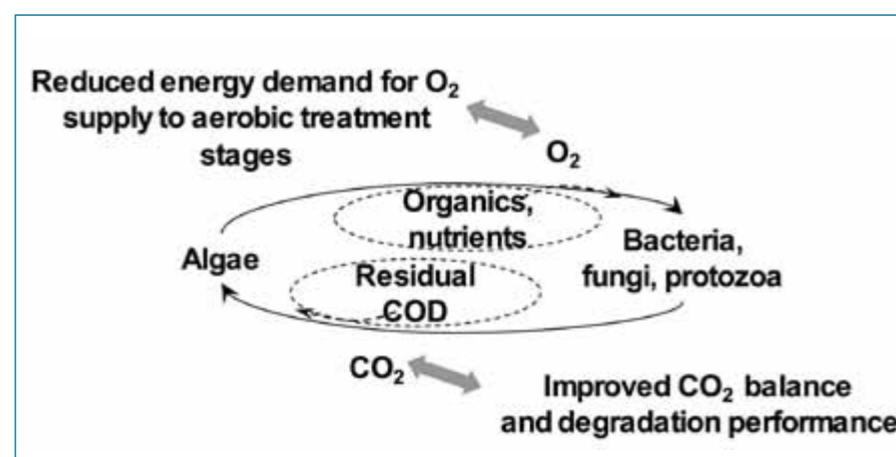 Reduced energy demand for O₂
supply to aerobic treatment
stages
O₂
Organics,
nutrients
Algae
Bacteria,
fungi, protozoa
Residual
COD
CO₂
Improved CO₂ balance
and degradation performance